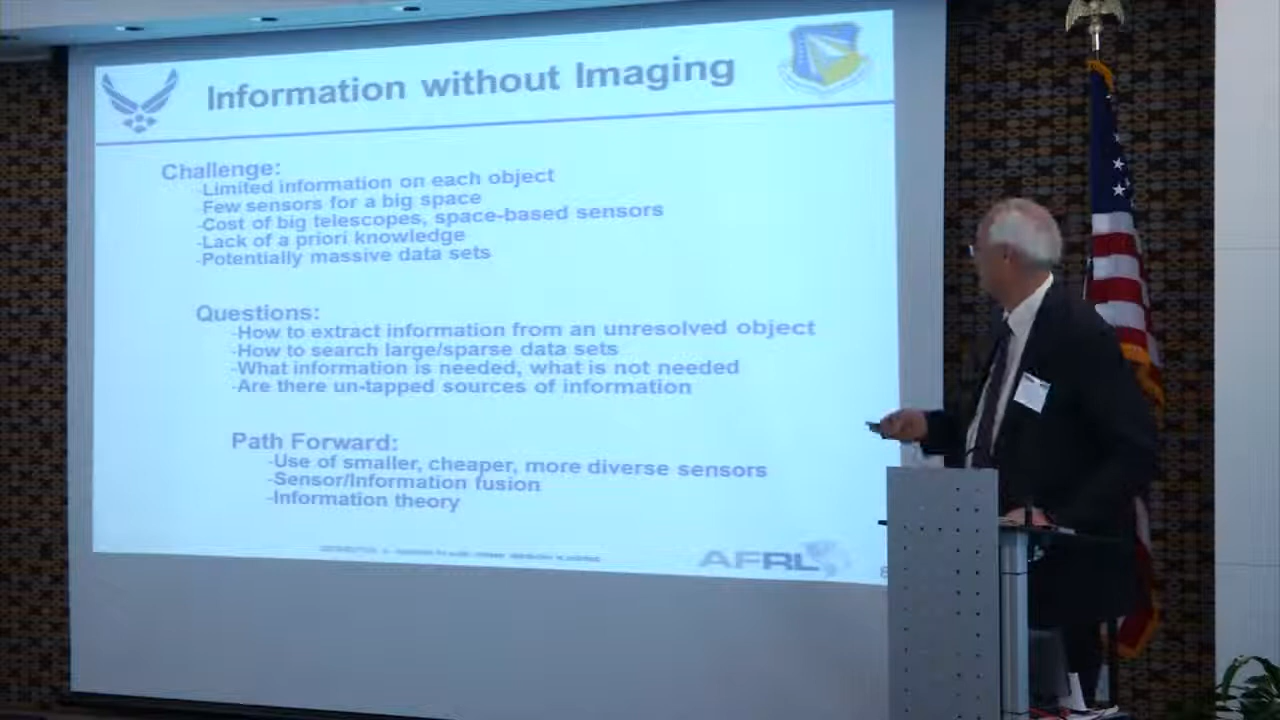 Information without Imaging
Challenge:
-Limited information on each object
-Few sensors for a big space
-Cost of big telescopes, space-based sensors
-Lack of a priori knowledge
-Potentially massive data sets
Questions:
-How to extract information from an unresolved object
-How to search large/sparse data sets
-What information is needed, what is not needed
-Are there un-tapped sources of information
Path Forward:
-Use of smaller, cheaper, more diverse sensors
-Sensor/Information fusion
-Information theory
AFRL
8